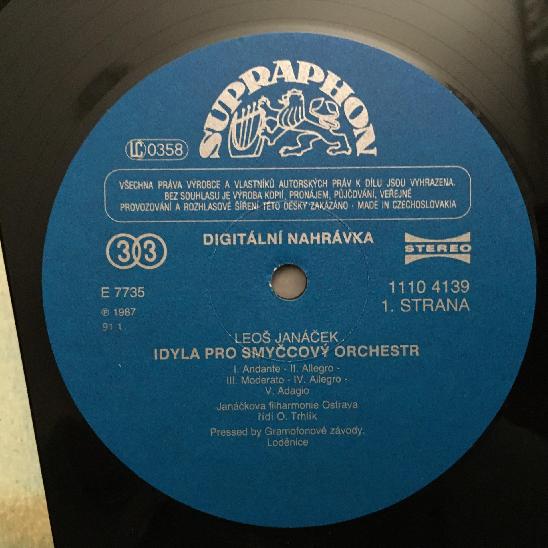 SUPRAPHON
LC 0358
VŠECHNA PRÁVA VÝROBCE A VLASTNÍKŮ AUTORSKÝCH PRÁV K DÍLU JSOU VYHRAZENA.
BEZ SOUHLASU JE VÝROBA KOPIÍ, PRONÁJEM, PŮJČOVÁNÍ, VEŘEJNÉ
PROVOZOVÁNÍ A ROZHLASOVÉ ŠÍŘENÍ TÉTO DESKY ZAKÁZÁNO · MADE IN CZECHOSLOVAKIA
33
DIGITÁLNÍ NAHRÁVKA
STEREO
E 7735
1110 4139
℗ 1987
1. STRANA
91 1
LEOŠ JANÁČEK
IDYLA PRO SMYČCOVÝ ORCHESTR
I. Andante - II. Allegro -
III. Moderato - IV. Allegro -
V. Adagio
Janáčkova filharmonie Ostrava
řídí O. Trhlík
Pressed by Gramofonové závody,
Loděnice